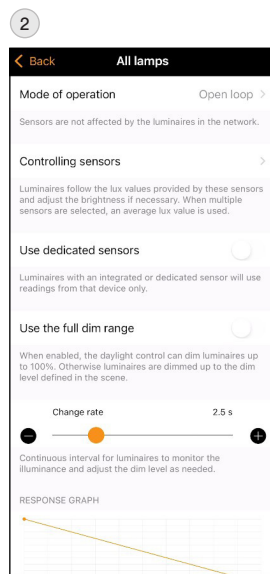 2
Back All lamps
Mode of operation Open loop
Sensors are not affected by the luminaires in the network.
Controlling sensors
Luminaires follow the lux values provided by these sensors
and adjust the brightness if necessary. When multiple
sensors are selected, an average lux value is used.
Use dedicated sensors
Luminaires with an integrated or dedicated sensor will use
readings from that device only.
Use the full dim range
When enabled, the daylight control can dim luminaires up
to 100%. Otherwise luminaires are dimmed up to the dim
level defined in the scene.
Change rate 2.5 s
Continuous interval for luminaires to monitor the
illuminance and adjust the dim level as needed.
RESPONSE GRAPH